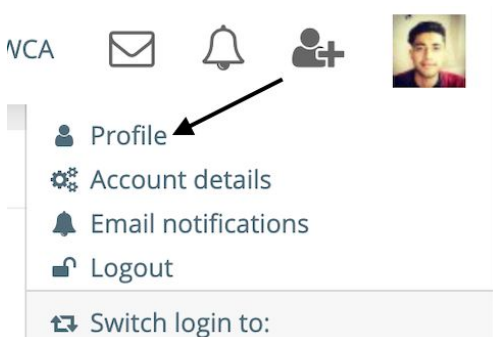 WCA
Profile
Account details
Email notifications
Logout
Switch login to: